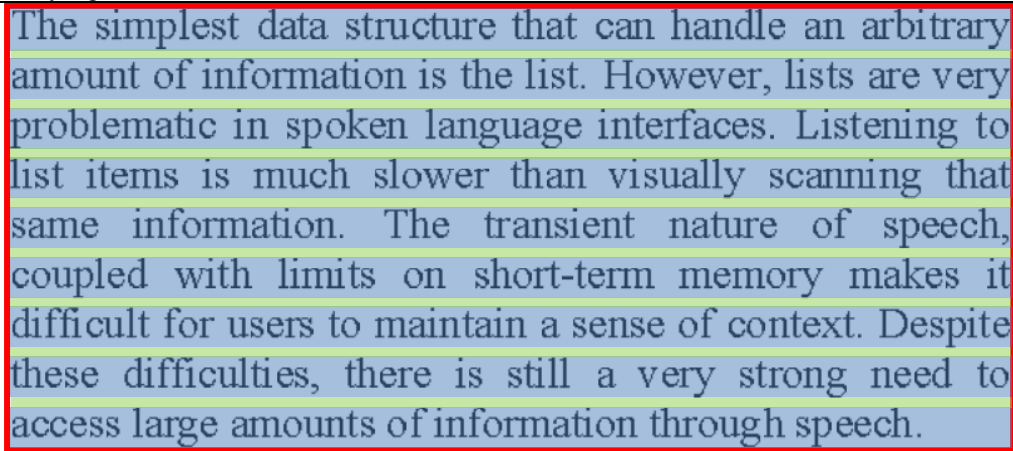 The simplest data structure that can handle an arbitrary
amount of information is the list. However, lists are very
problematic in spoken language interfaces. Listening to
list items is much slower than visually scanning that
same information. The transient nature of speech,
coupled with limits on short-term memory makes it
difficult for users to maintain a sense of context. Despite
these difficulties, there is still a very strong need to
access large amounts of information through speech.